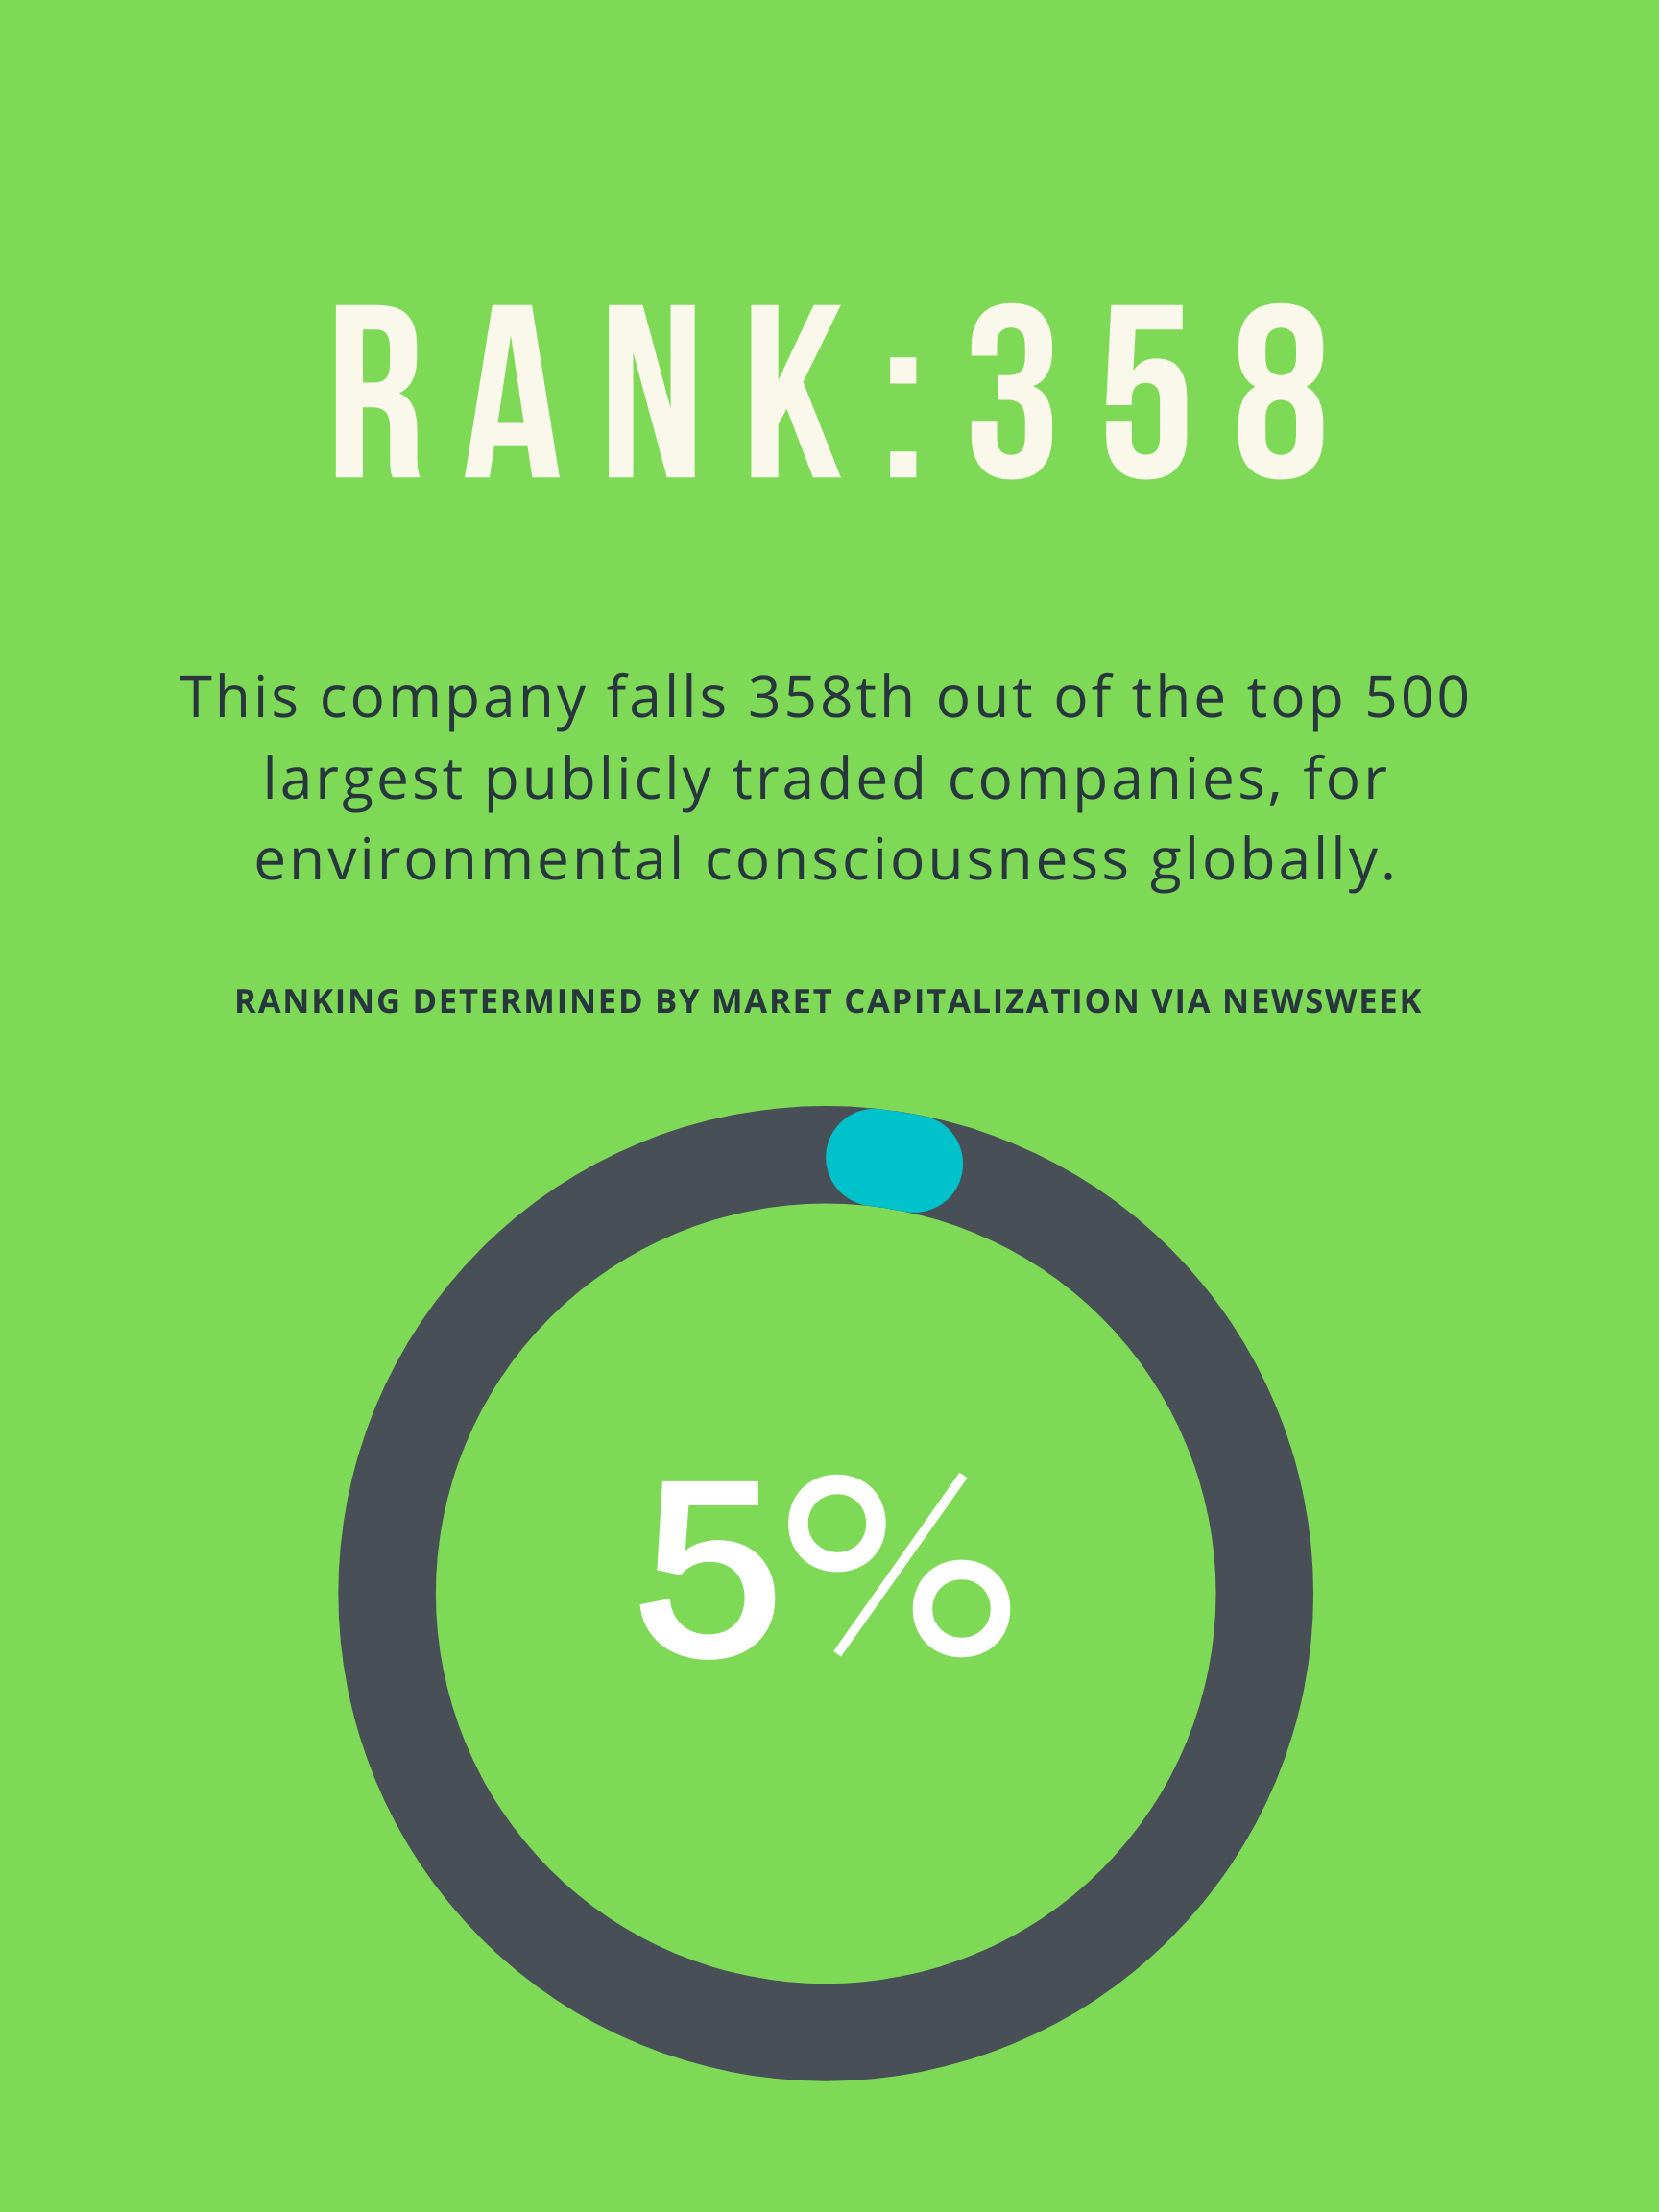 RANK:358
This company falls 358th out of the top 500
largest publicly traded companies, for
environmental consciousness globally.
RANKING DETERMINED BY MARET CAPITALIZATION VIA NEWSWEEK
5%